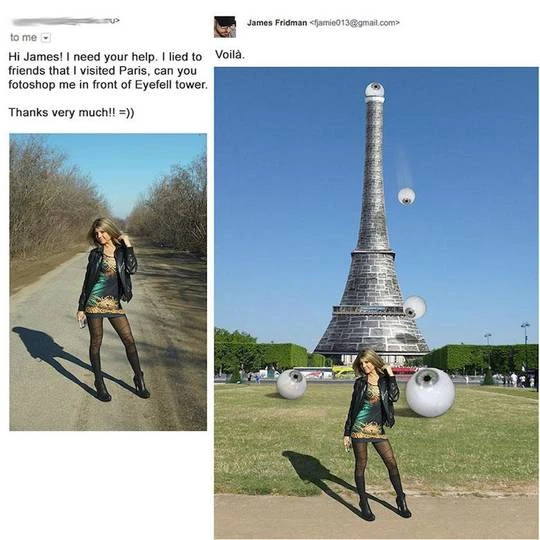 to me
Hi James! I need your help. I lied to
friends that I visited Paris, can you
fotoshop me in front of Eyefell tower.
Thanks very much!! =))
James Fridman <fjamie013@gmail.com>
Voilà.